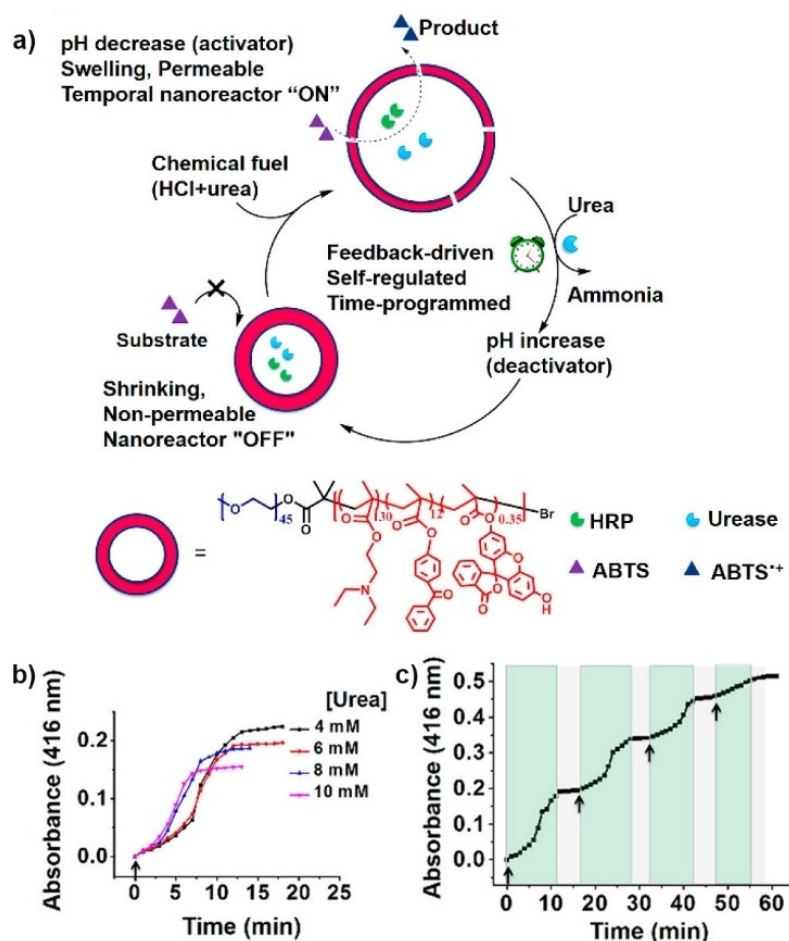 a)
pH decrease (activator)
Swelling, Permeable
Temporal nanoreactor “ON”
Product
Chemical fuel
(HCl+urea)
Feedback-driven
Self-regulated
Time-programmed
Urea
Ammonia
pH increase
(deactivator)
Substrate
Shrinking,
Non-permeable
Nanoreactor "OFF"
=
O
45
O
O
30
12
0.35
Br
O
O
O
O
O
O
N
O
O
O
O
OH
HRP
Urease
ABTS
ABTS•+
b)
Absorbance (416 nm)
0.2
0.1
0.0
[Urea]
4 mM
6 mM
8 mM
10 mM
0 5 10 15 20 25
Time (min)
c)
Absorbance (416 nm)
0.5
0.4
0.3
0.2
0.1
0.0
0 10 20 30 40 50 60
Time (min)